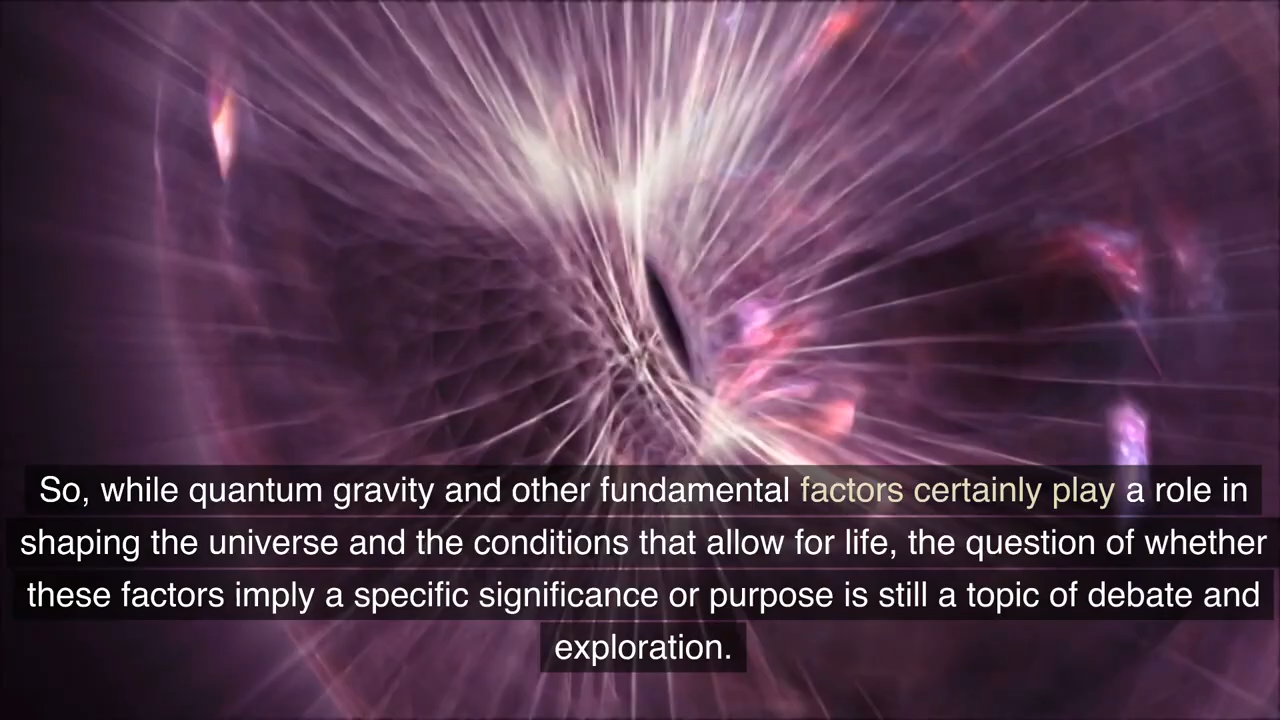 So, while quantum gravity and other fundamental factors certainly play a role in
shaping the universe and the conditions that allow for life, the question of whether
these factors imply a specific significance or purpose is still a topic of debate and
exploration.